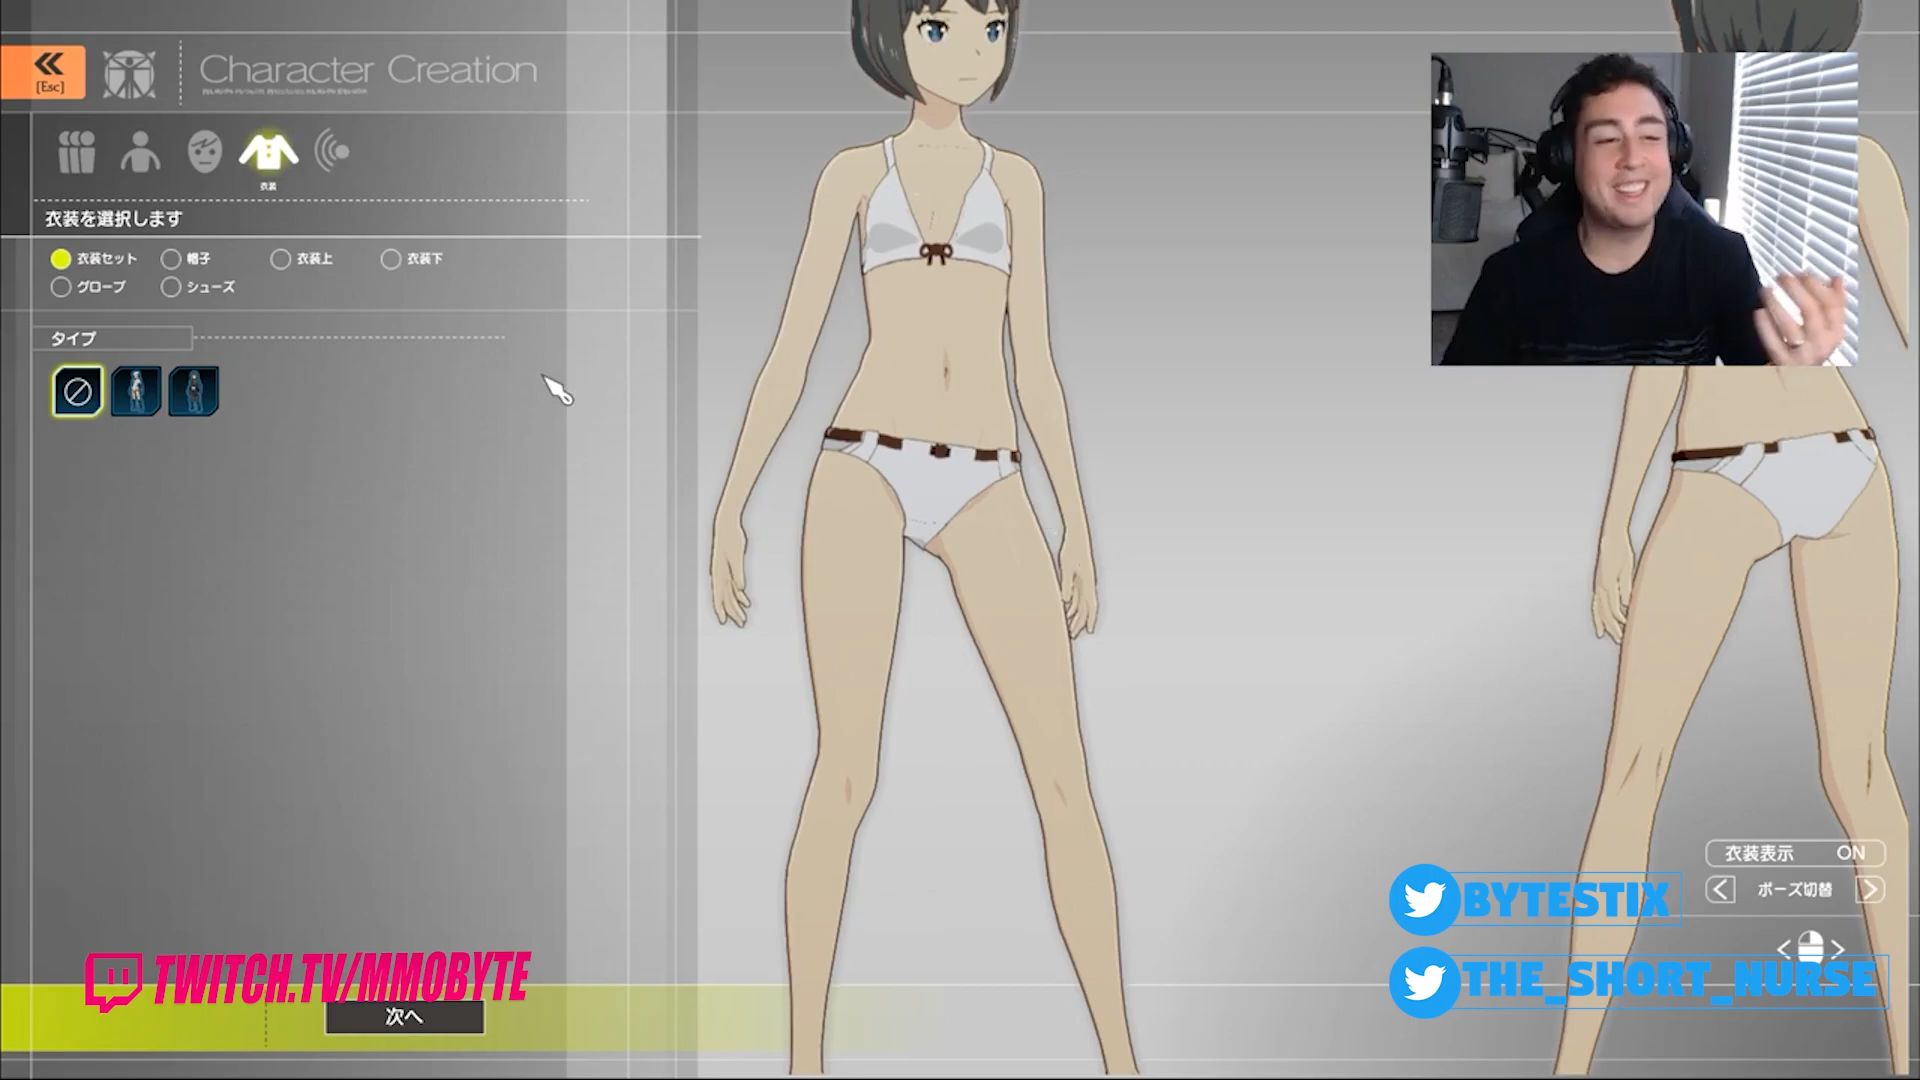 [Esc]
Character Creation
衣装
衣装を選択します
衣装セット 帽子 衣装上 衣装下
グローブ シューズ
タイプ
衣装表示 ON
ポーズ切替
BYTESTIX
THE_SHORT_NURSE
TWITCH.TV/MMOBYTE
次へ